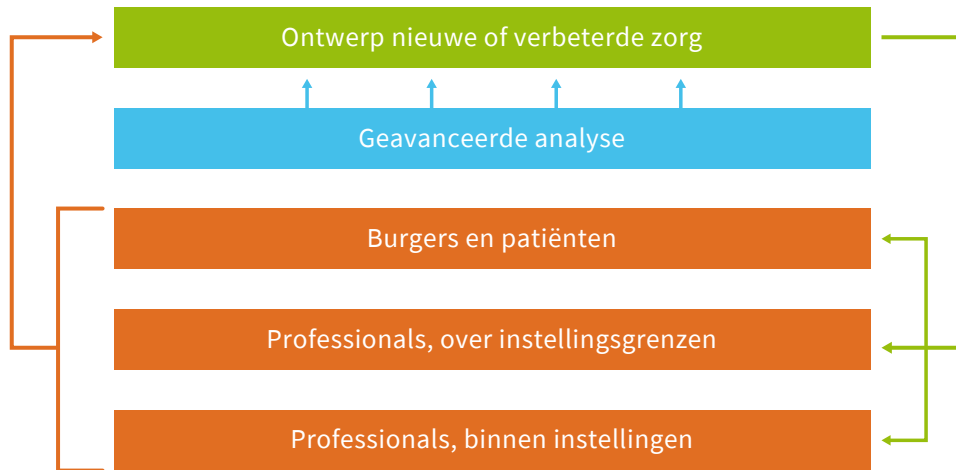 Ontwerp nieuwe of verbeterde zorg
Geavanceerde analyse
Burgers en patiënten
Professionals, over instellingsgrenzen
Professionals, binnen instellingen